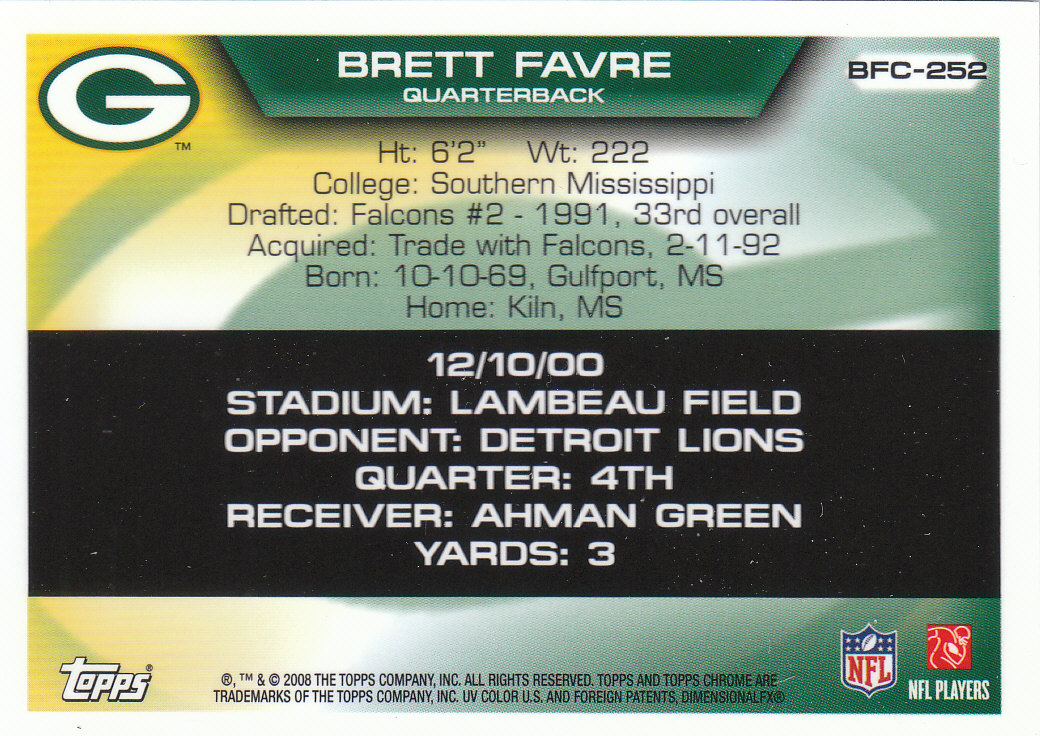 G
™
BRETT FAVRE
QUARTERBACK
BFC-252
Ht: 6'2" Wt: 222
College: Southern Mississippi
Drafted: Falcons #2 - 1991, 33rd overall
Acquired: Trade with Falcons, 2-11-92
Born: 10-10-69, Gulfport, MS
Home: Kiln, MS
12/10/00
STADIUM: LAMBEAU FIELD
OPPONENT: DETROIT LIONS
QUARTER: 4TH
RECEIVER: AHMAN GREEN
YARDS: 3
Topps®
®, ™ & © 2008 THE TOPPS COMPANY, INC. ALL RIGHTS RESERVED. TOPPS AND TOPPS CHROME ARE
TRADEMARKS OF THE TOPPS COMPANY, INC. UV COLOR U.S. AND FOREIGN PATENTS, DIMENSIONALFX®
NFL
NFL PLAYERS